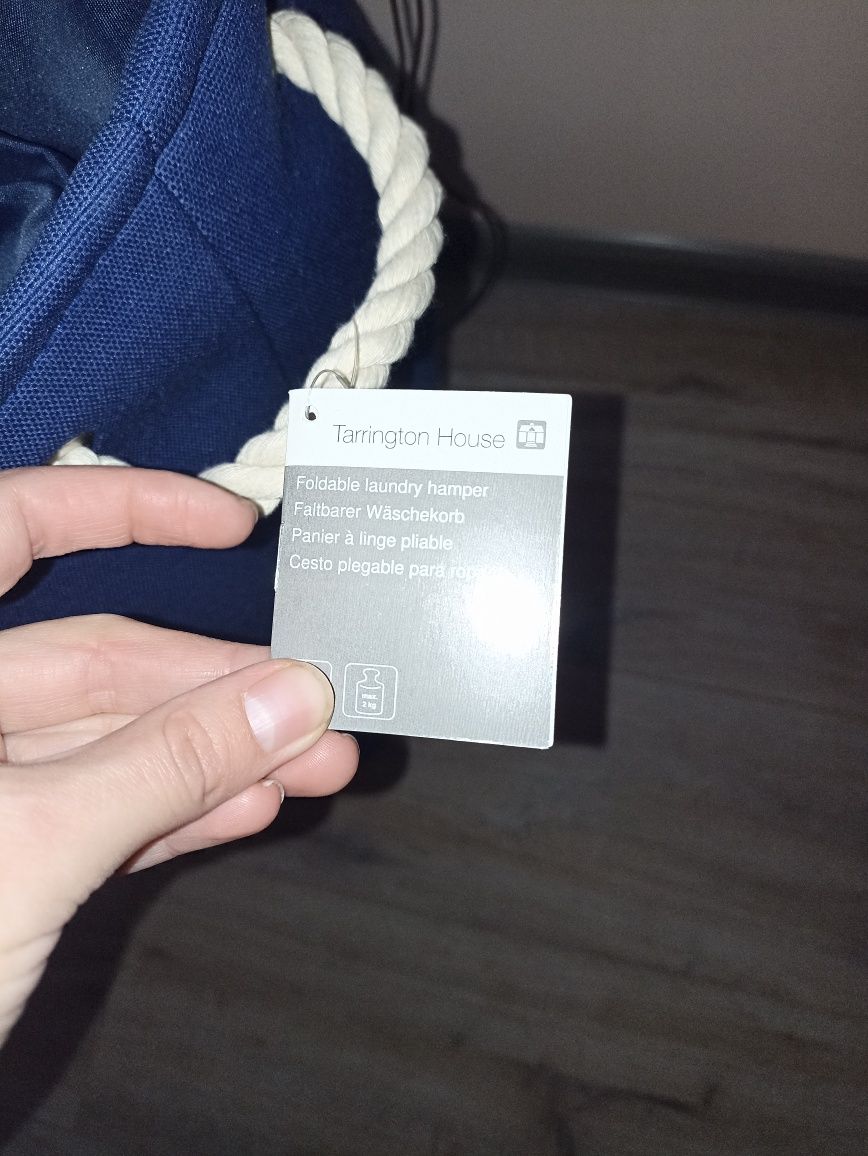 Tarrington House
Foldable laundry hamper
Faltbarer Wäschekorb
Panier à linge pliable
Cesto plegable para
max.
2 kg